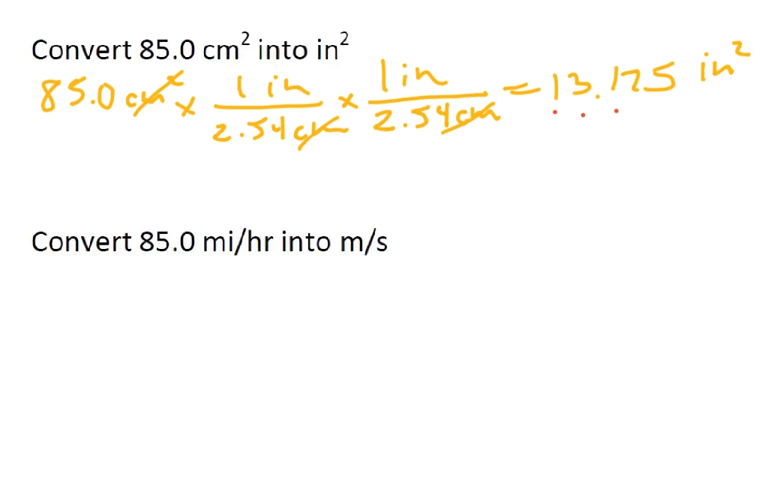 Convert 85.0 cm² into in²
85.0 cm² × 1 in / 2.54 cm × 1 in / 2.54 cm = 13.175 in²
Convert 85.0 mi/hr into m/s